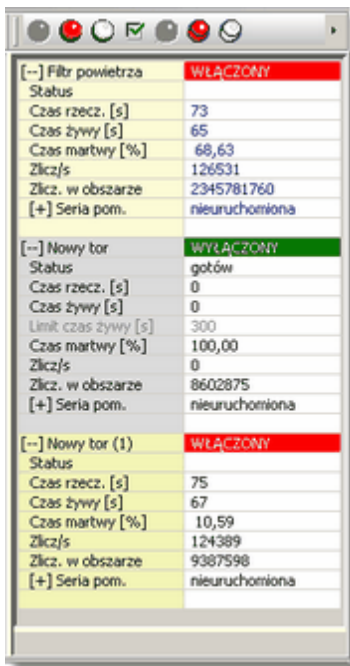 [--] Filtr powietrza WŁĄCZONY
Status
Czas rzecz. [s] 73
Czas żywy [s] 65
Czas martwy [%] 68,63
Zlicz/s 126531
Zlicz. w obszarze 2345781760
[+] Seria pom. nieuruchomiona
[--] Nowy tor WYŁĄCZONY
Status gotów
Czas rzecz. [s] 0
Czas żywy [s] 0
Limit czas żywy [s] 300
Czas martwy [%] 100,00
Zlicz/s 0
Zlicz. w obszarze 8602875
[+] Seria pom. nieuruchomiona
[--] Nowy tor (1) WŁĄCZONY
Status
Czas rzecz. [s] 75
Czas żywy [s] 67
Czas martwy [%] 10,59
Zlicz/s 124389
Zlicz. w obszarze 9387598
[+] Seria pom. nieuruchomiona